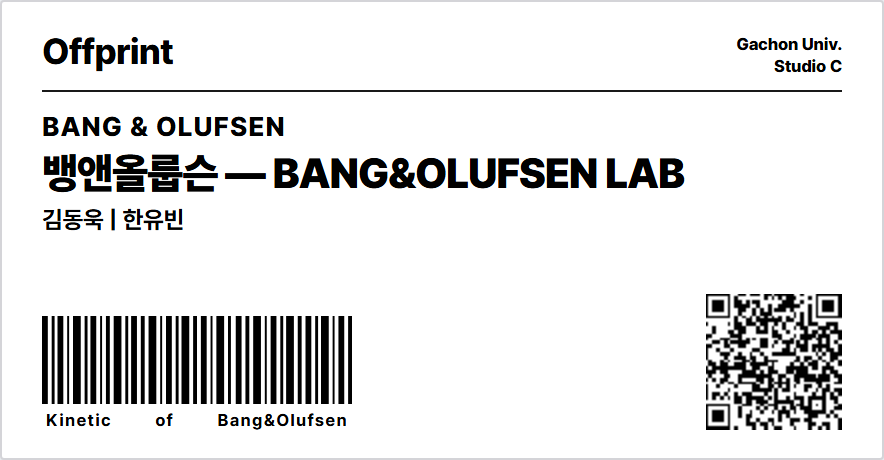 Offprint
Gachon Univ.
Studio C
BANG & OLUFSEN
뱅앤올룹슨 — BANG&OLUFSEN LAB
김동욱 | 한유빈
Kinetic of Bang&Olufsen